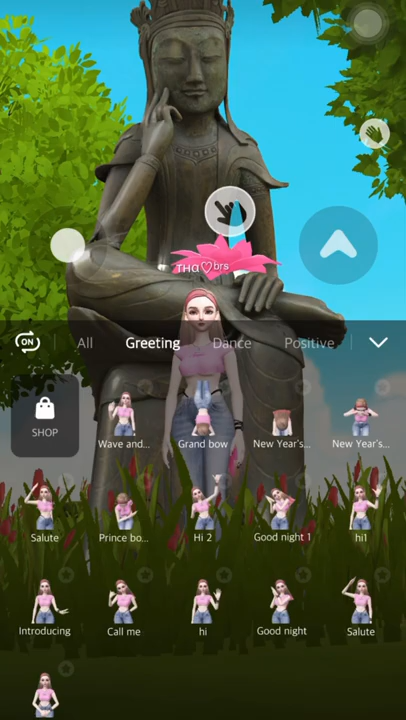 THα♡brs
ON
All
Greeting
Dance
Positive
SHOP
Wave and...
Grand bow
New Year's...
New Year's...
Salute
Prince bo...
Hi 2
Good night 1
hi1
Introducing
Call me
hi
Good night
Salute